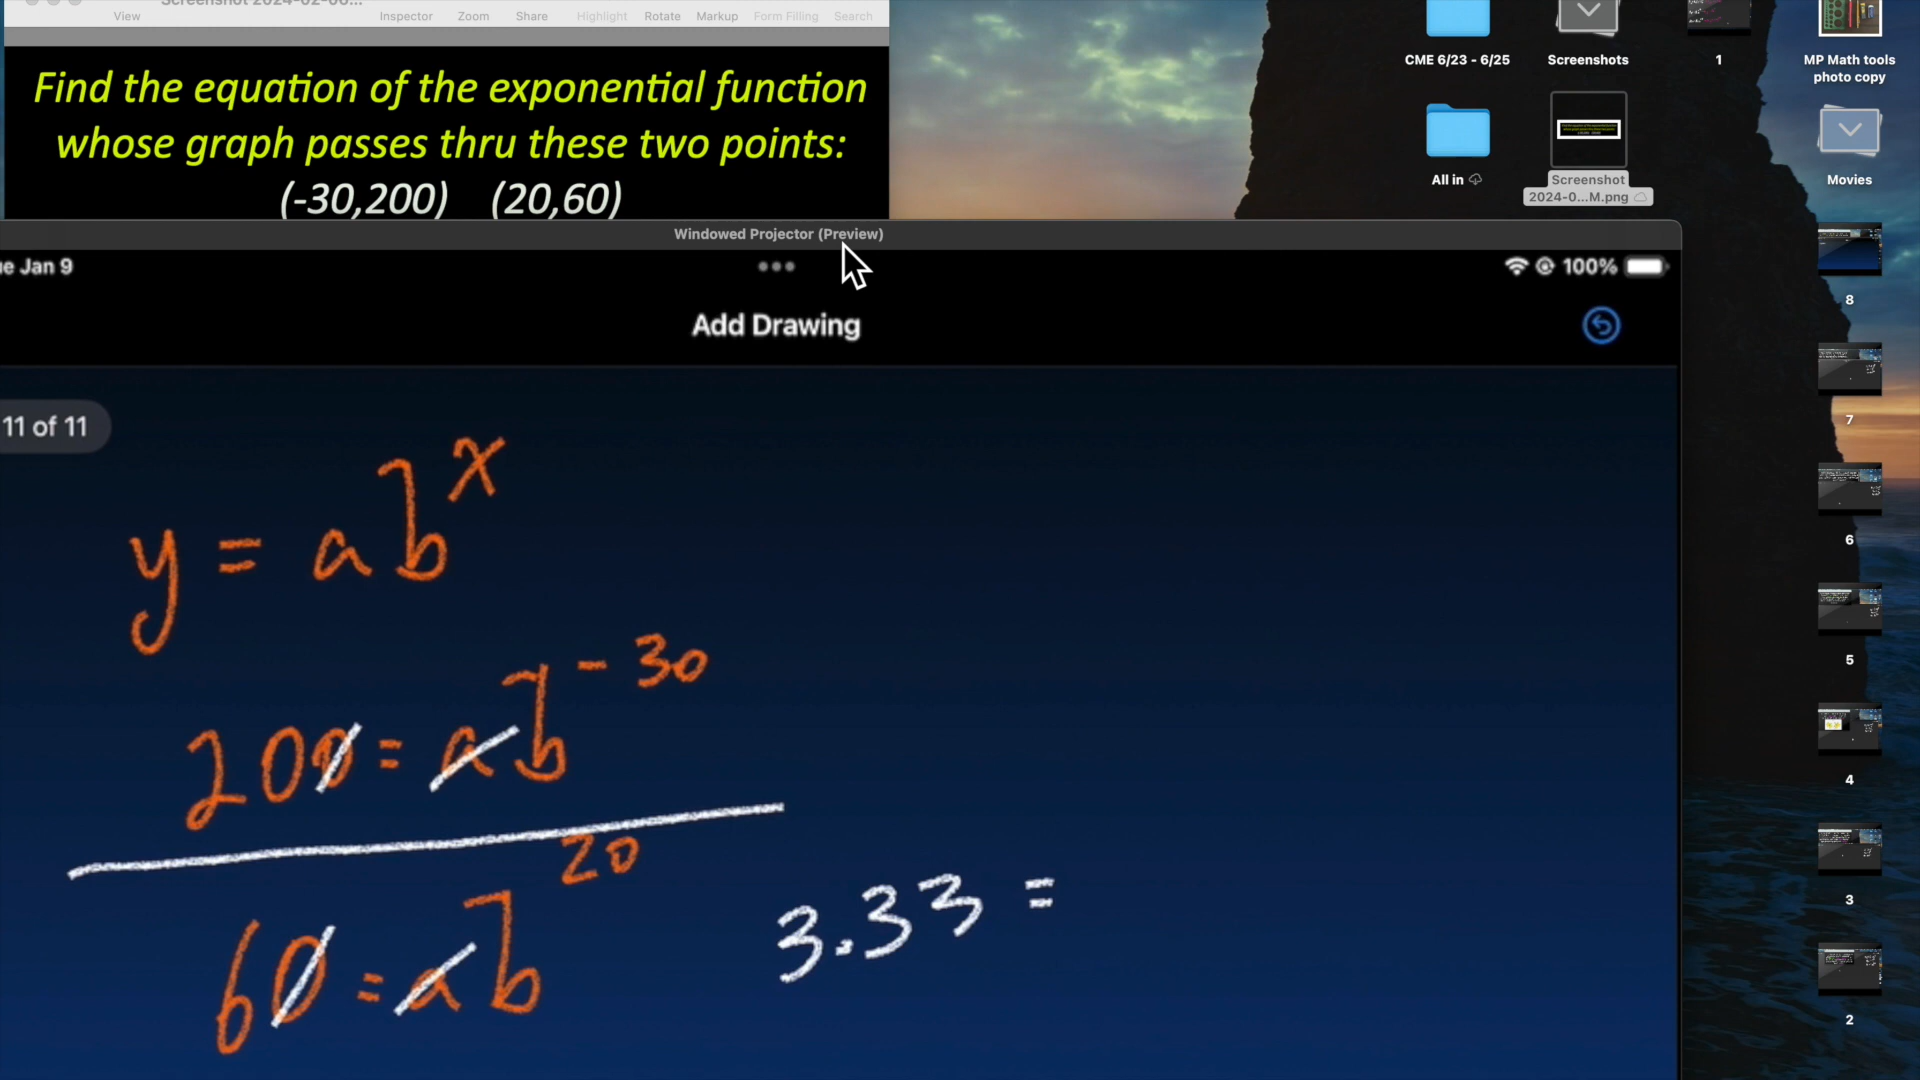 View Inspector Zoom Share Highlight Rotate Markup Form Filling Search
Find the equation of the exponential function
whose graph passes thru these two points:
(-30,200) (20,60)
CME 6/23 - 6/25
Screenshots
1
MP Math tools
photo copy
All in
Screenshot
2024-0...M.png
Movies
Windowed Projector (Preview)
e Jan 9
100%
Add Drawing
11 of 11
y = ab^x
200 = ab^-30
60 = ab^20
3.33 =
8
7
6
5
4
3
2